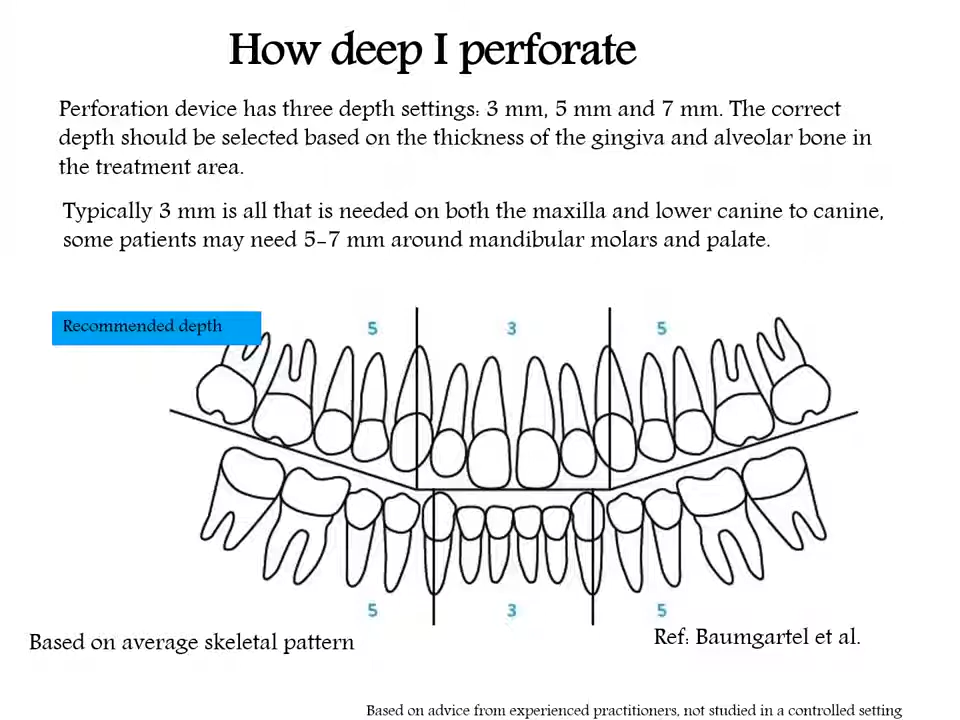 How deep I perforate
Perforation device has three depth settings: 3 mm, 5 mm and 7 mm. The correct
depth should be selected based on the thickness of the gingiva and alveolar bone in
the treatment area.
Typically 3 mm is all that is needed on both the maxilla and lower canine to canine,
some patients may need 5-7 mm around mandibular molars and palate.
Recommended depth
5 3 5
5 3 5
Based on average skeletal pattern
Ref: Baumgartel et al.
Based on advice from experienced practitioners, not studied in a controlled setting